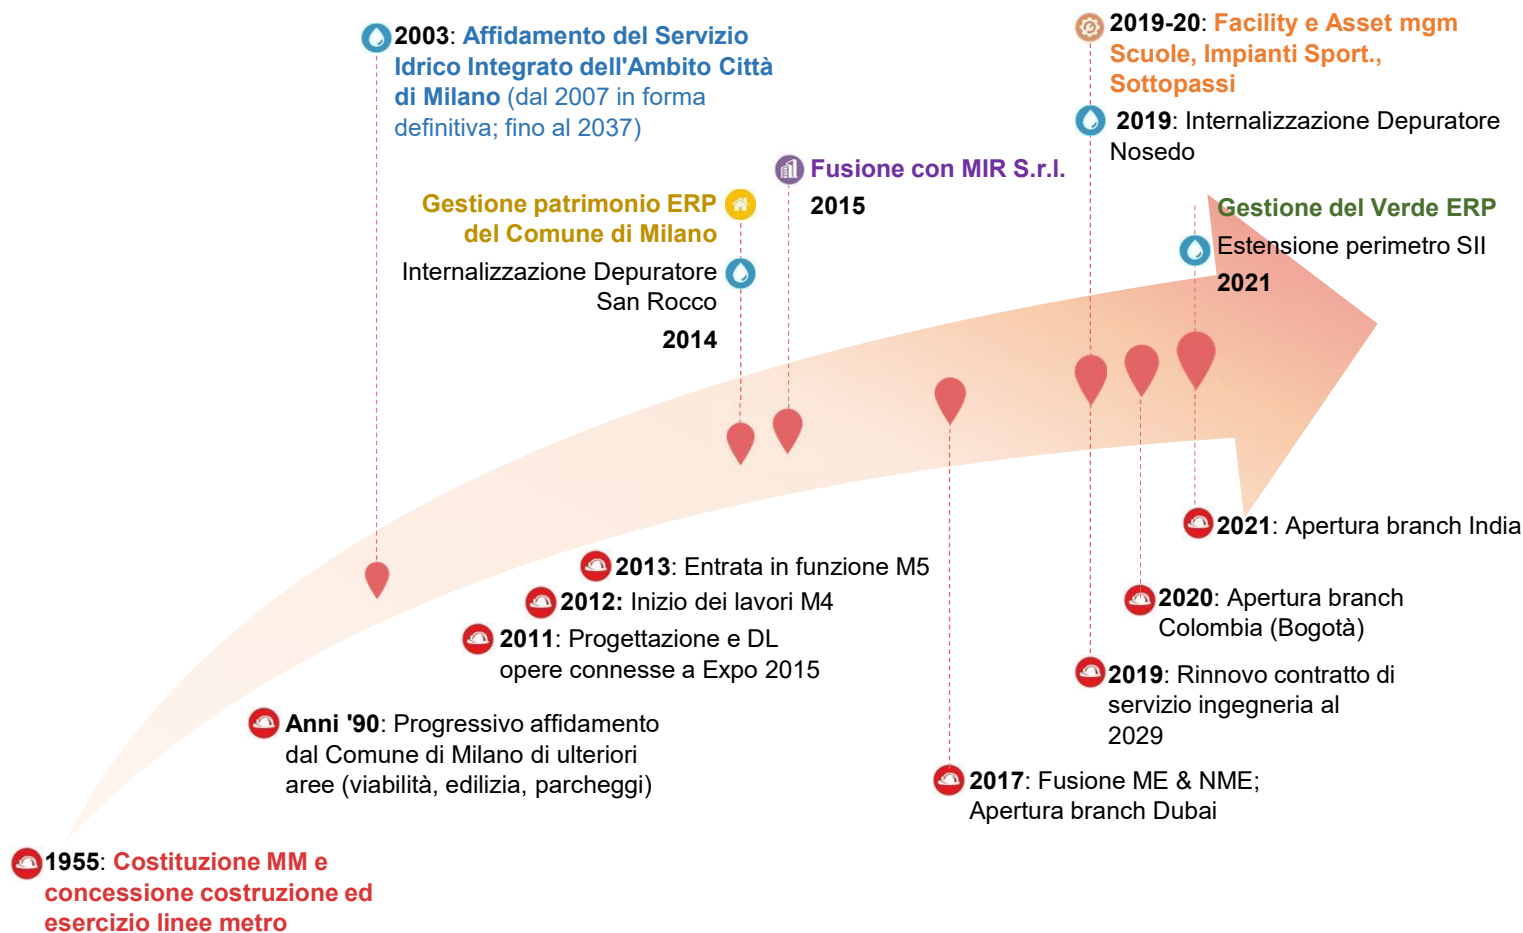 2003: Affidamento del Servizio
Idrico Integrato dell'Ambito Città
di Milano (dal 2007 in forma
definitiva; fino al 2037)
2019-20: Facility e Asset mgm
Scuole, Impianti Sport.,
Sottopassi
2019: Internalizzazione Depuratore
Nosedo
Fusione con MIR S.r.l.
2015
Gestione patrimonio ERP
del Comune di Milano
Internalizzazione Depuratore
San Rocco
2014
Gestione del Verde ERP
Estensione perimetro SII
2021
2021: Apertura branch India
2013: Entrata in funzione M5
2012: Inizio dei lavori M4
2011: Progettazione e DL
opere connesse a Expo 2015
2020: Apertura branch
Colombia (Bogotà)
2019: Rinnovo contratto di
servizio ingegneria al
2029
Anni '90: Progressivo affidamento
dal Comune di Milano di ulteriori
aree (viabilità, edilizia, parcheggi)
2017: Fusione ME & NME;
Apertura branch Dubai
1955: Costituzione MM e
concessione costruzione ed
esercizio linee metro